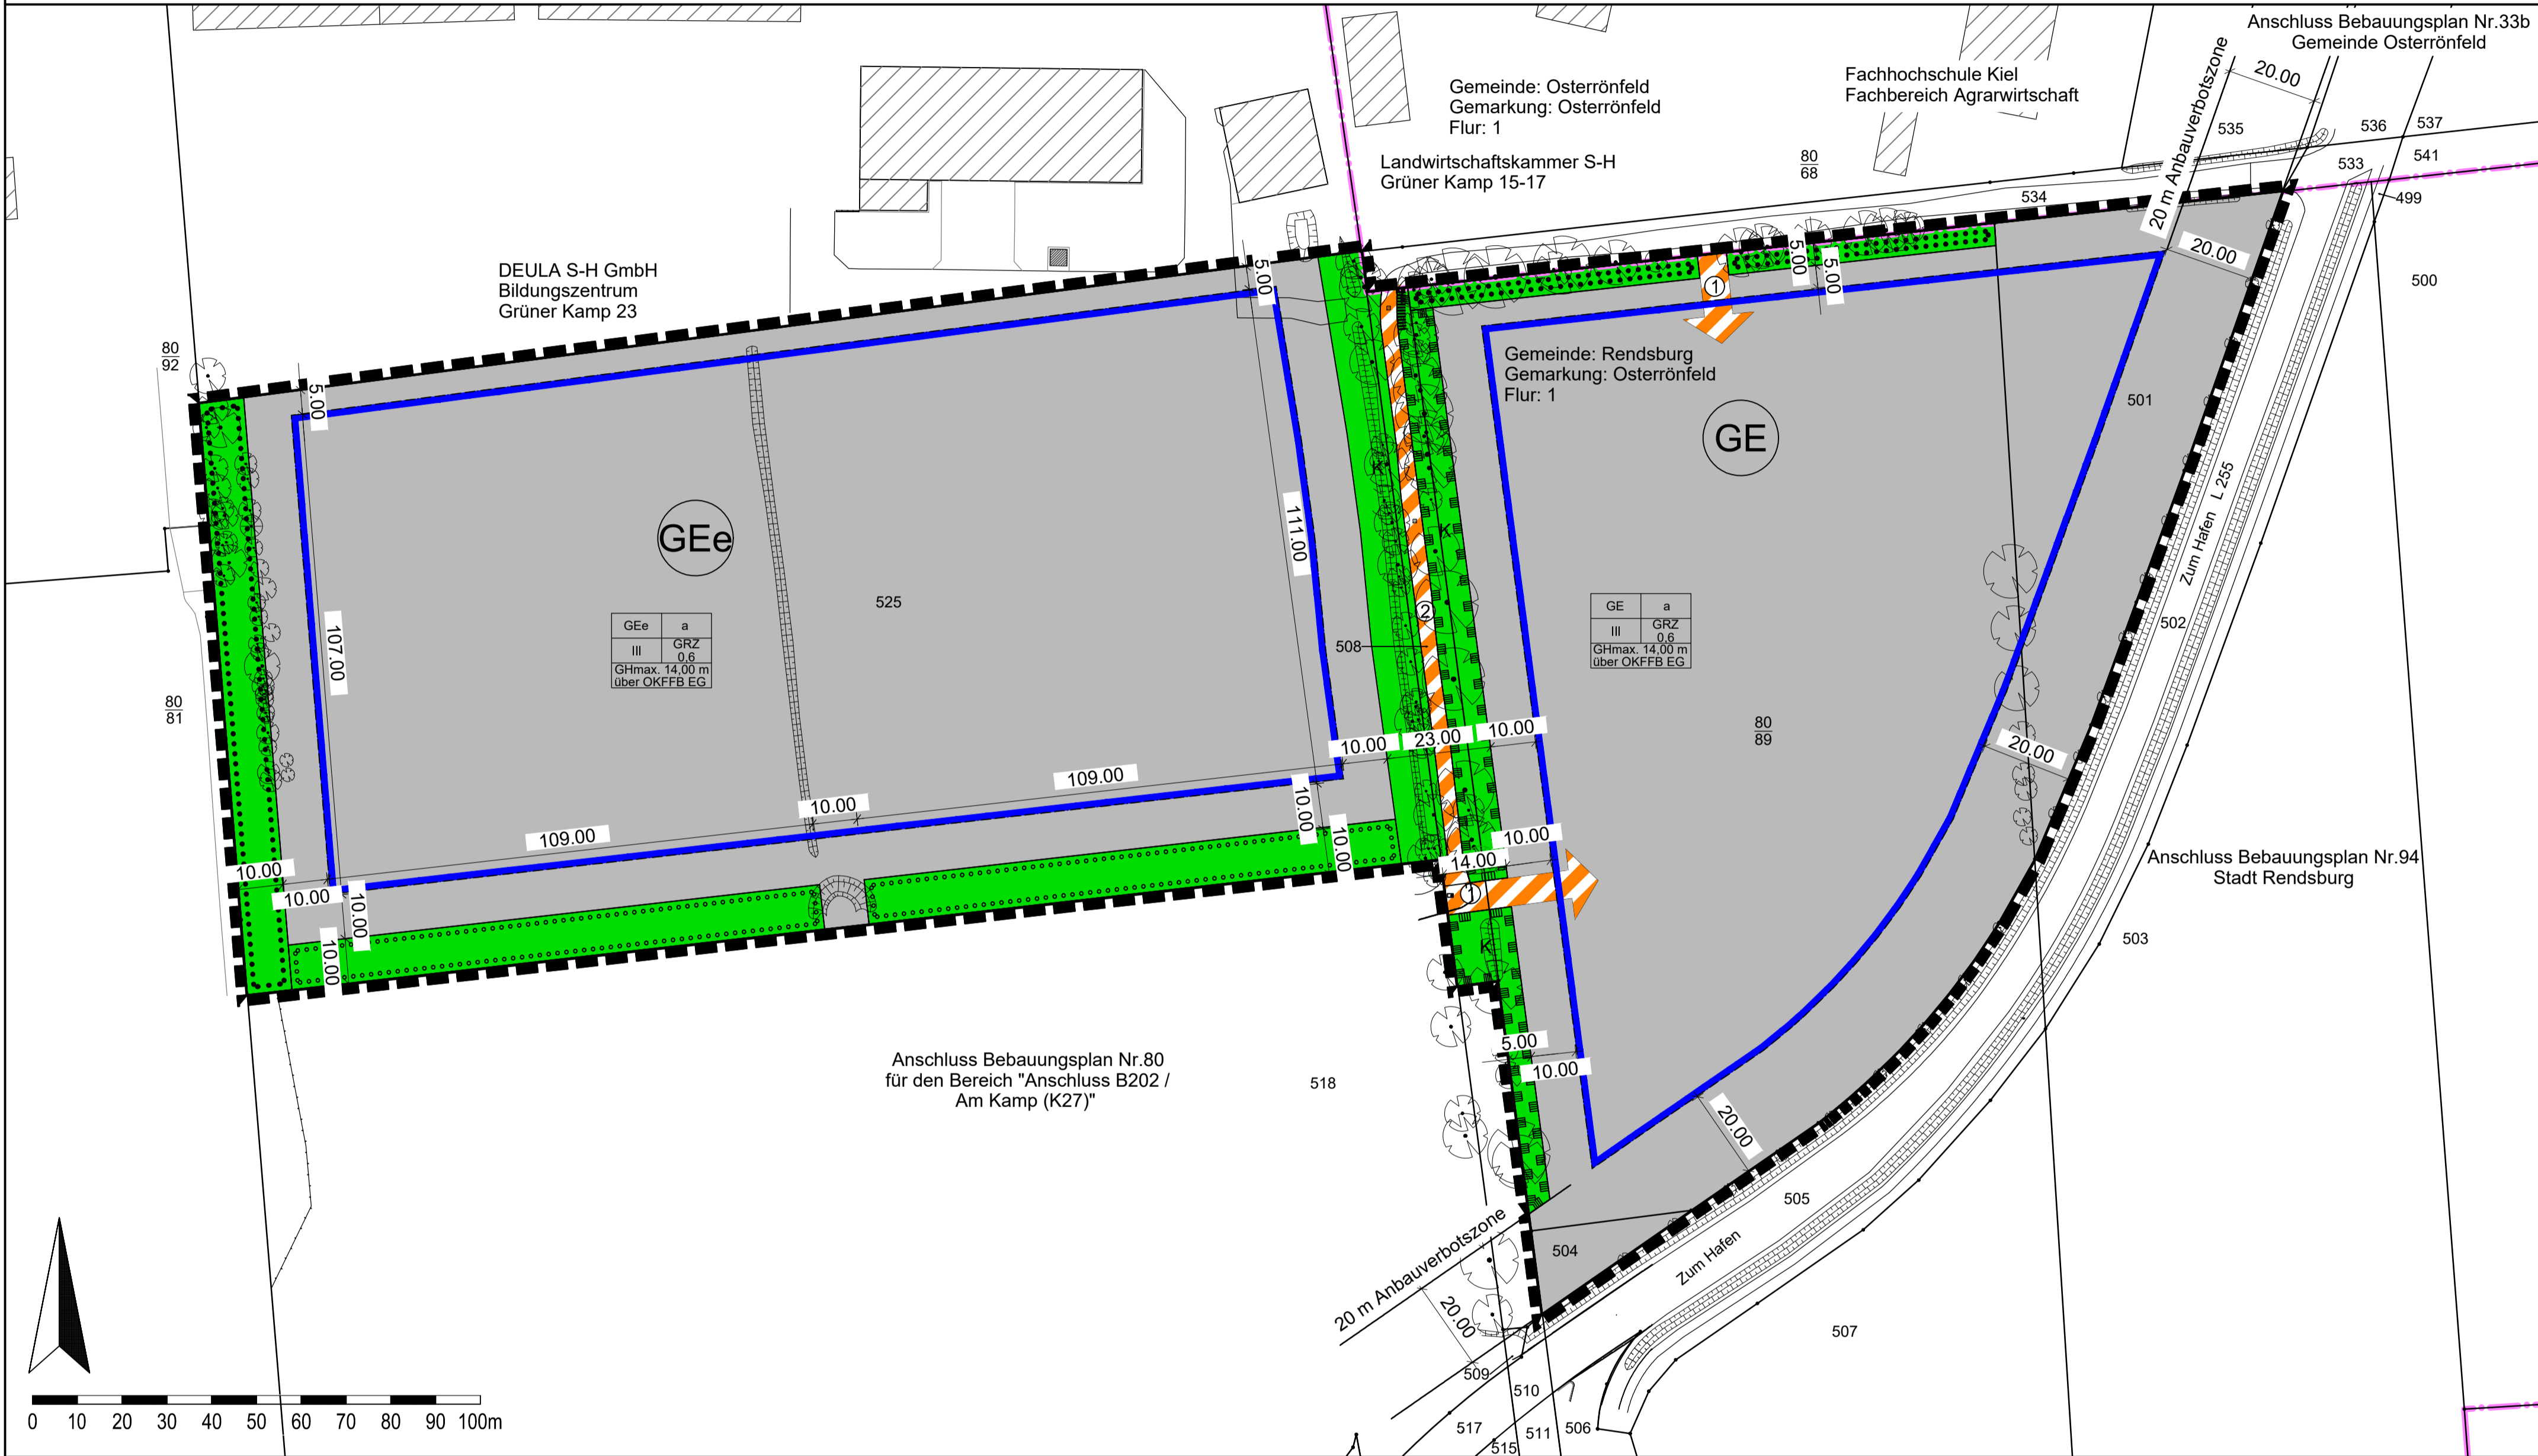 Anschluss Bebauungsplan Nr.33b
Gemeinde Osterrönfeld
20.00
20 m Anbauverbotszone
Fachhochschule Kiel
Fachbereich Agrarwirtschaft
Gemeinde: Osterrönfeld
Gemarkung: Osterrönfeld
Flur: 1
Landwirtschaftskammer S-H
Grüner Kamp 15-17
80
68
535
536
537
541
533
534
499
500
20.00
DEULA S-H GmbH
Bildungszentrum
Grüner Kamp 23
80
92
5.00
5.00
5.00
5.00
1
Gemeinde: Rendsburg
Gemarkung: Osterrönfeld
Flur: 1
GE
501
GEe
111.00
K
K
525
GEe
a
III
GRZ
0,6
GHmax. 14,00 m
über OKFFB EG
107.00
2
508
GE
a
III
GRZ
0,6
GHmax. 14,00 m
über OKFFB EG
Zum Hafen L 255
502
80
81
80
89
10.00
23.00
10.00
20.00
109.00
10.00
109.00
10.00
10.00
10.00
14.00
1
10.00
10.00
10.00
10.00
K
Anschluss Bebauungsplan Nr.94
Stadt Rendsburg
503
Anschluss Bebauungsplan Nr.80
für den Bereich "Anschluss B202 /
Am Kamp (K27)"
518
5.00
10.00
20.00
505
504
Zum Hafen
20 m Anbauverbotszone
20.00
507
509
510
517
511
506
515
0 10 20 30 40 50 60 70 80 90 100m